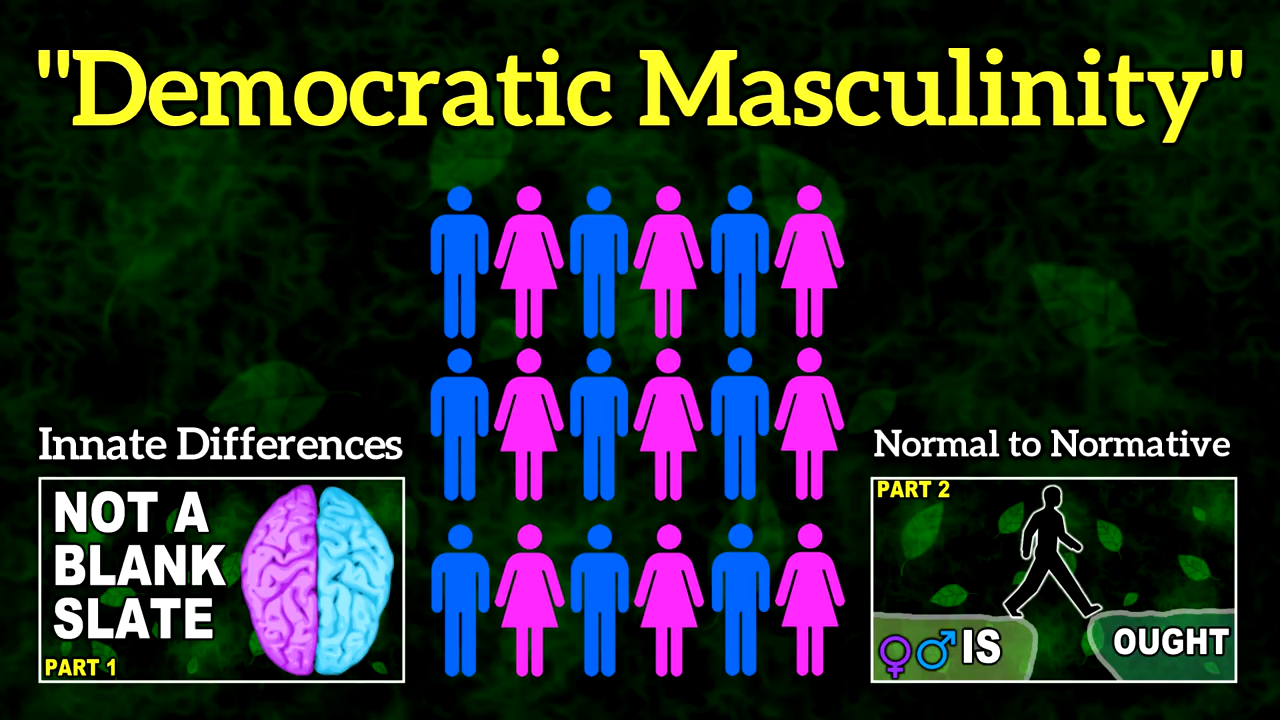 "Democratic Masculinity"
Innate Differences
NOT A
BLANK
SLATE
PART 1
Normal to Normative
PART 2
IS
OUGHT